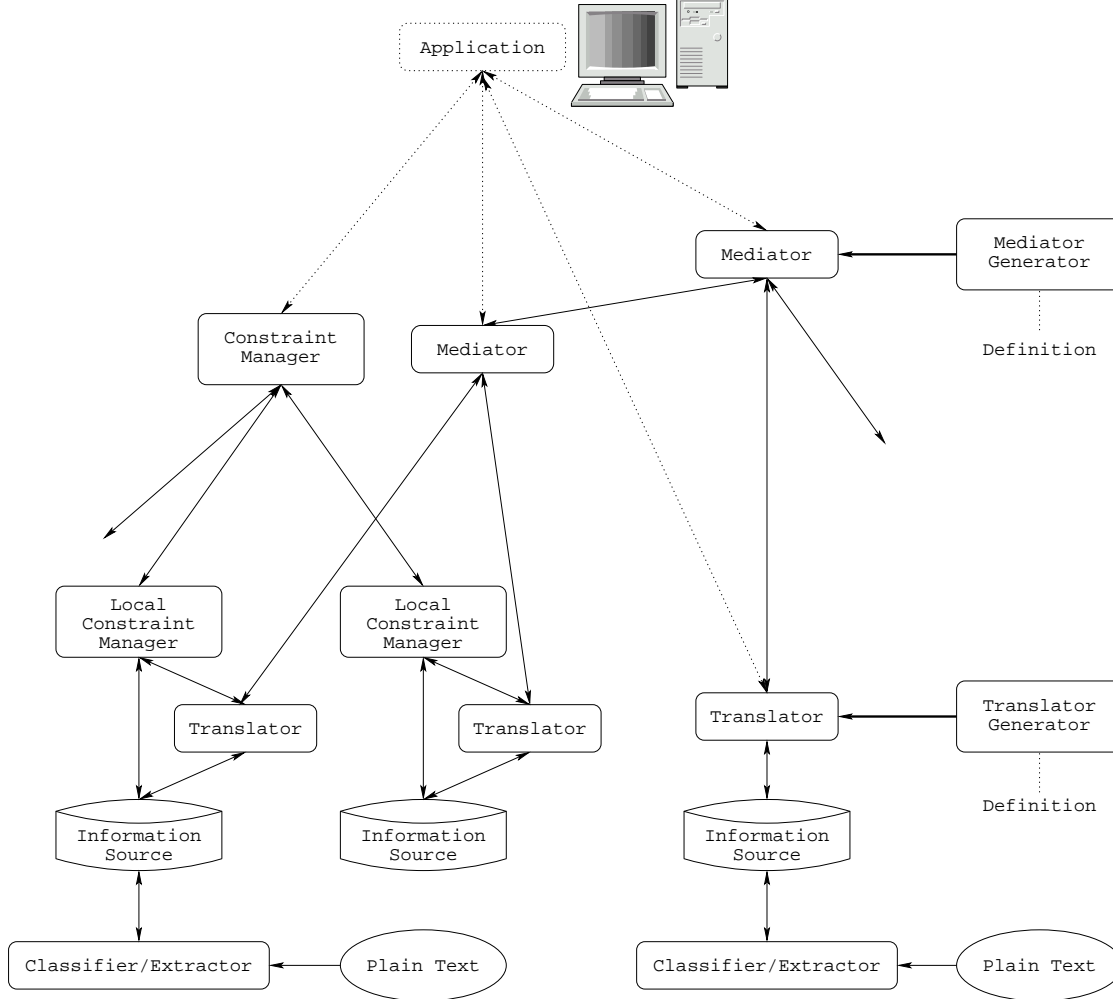 Application
Mediator
Mediator
Generator
Definition
Constraint
Manager
Mediator
Local
Constraint
Manager
Local
Constraint
Manager
Translator
Translator
Translator
Translator
Generator
Definition
Information
Source
Information
Source
Information
Source
Classifier/Extractor
Plain Text
Classifier/Extractor
Plain Text